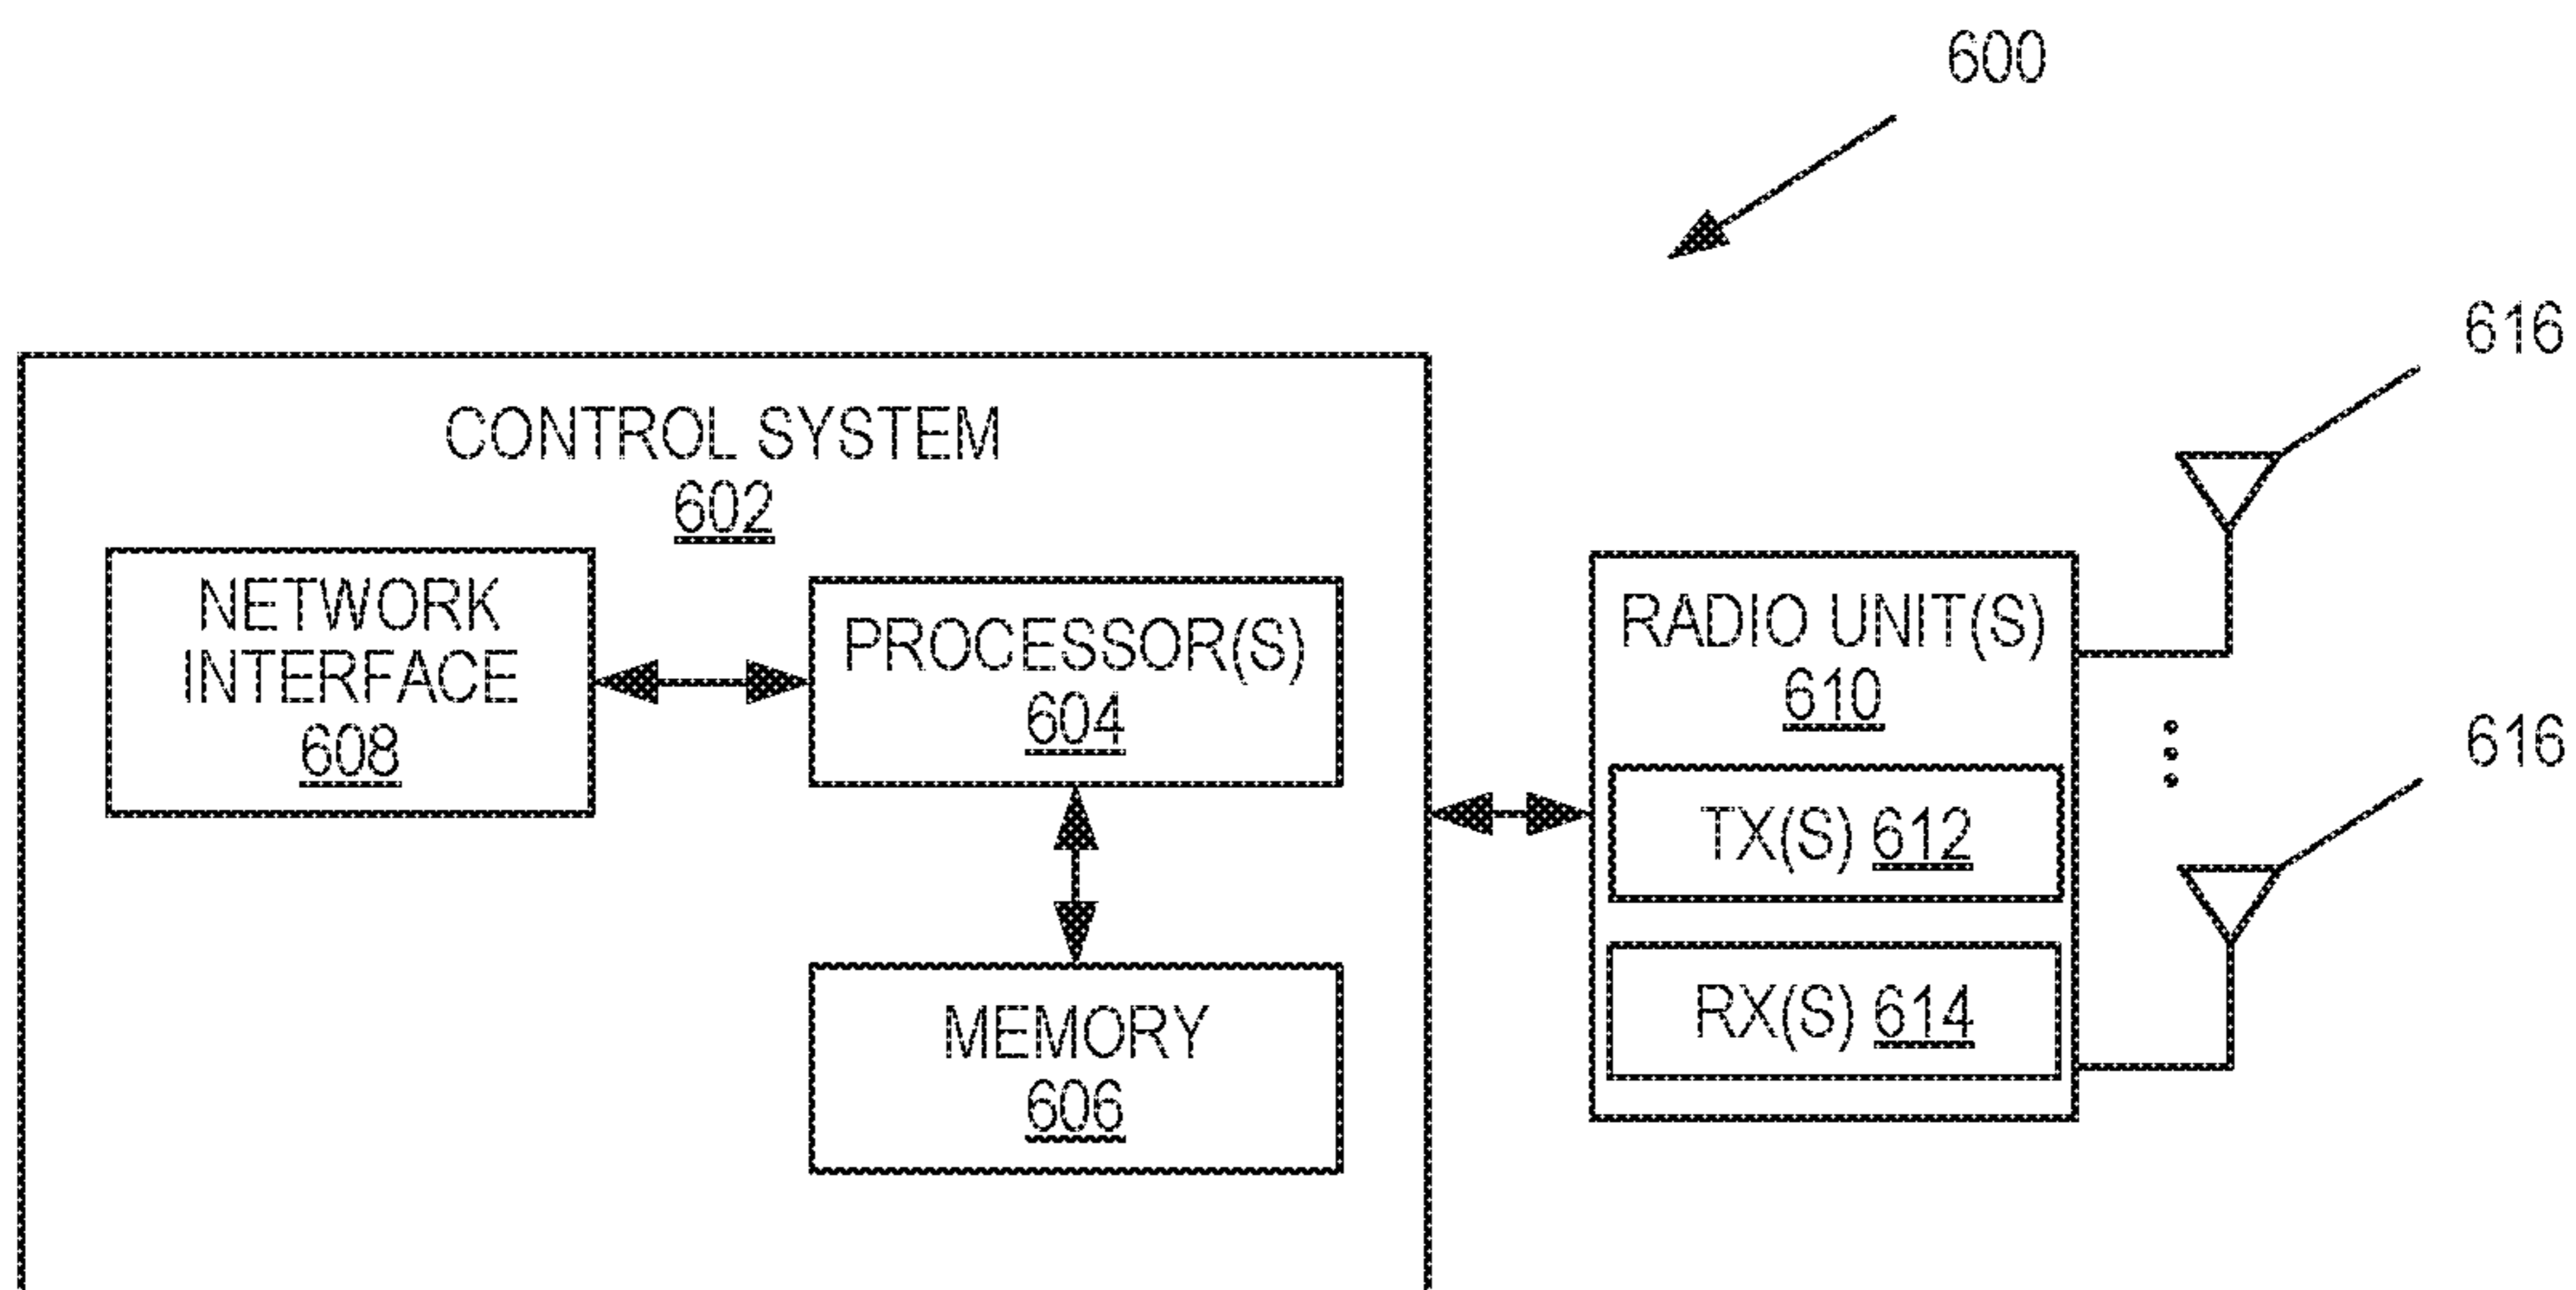 600
616
CONTROL SYSTEM
602
NETWORK
INTERFACE
608
PROCESSOR(S)
604
MEMORY
606
RADIO UNIT(S)
610
TX(S) 612
RX(S) 614
616